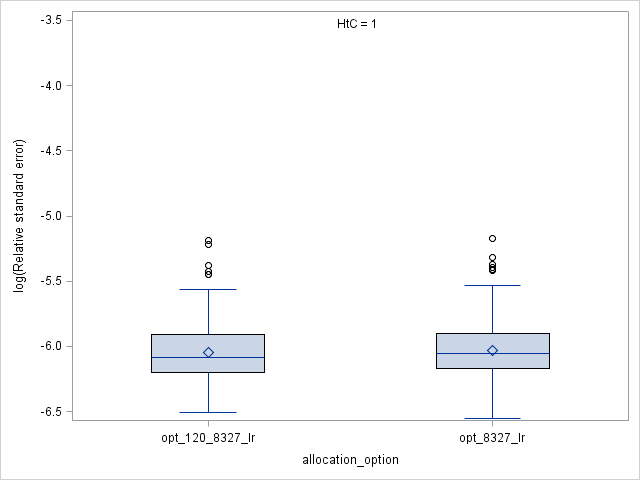 HtC = 1
-3.5
-4.0
-4.5
-5.0
-5.5
-6.0
-6.5
log(Relative standard error)
opt_120_8327_lr opt_8327_lr
allocation_option